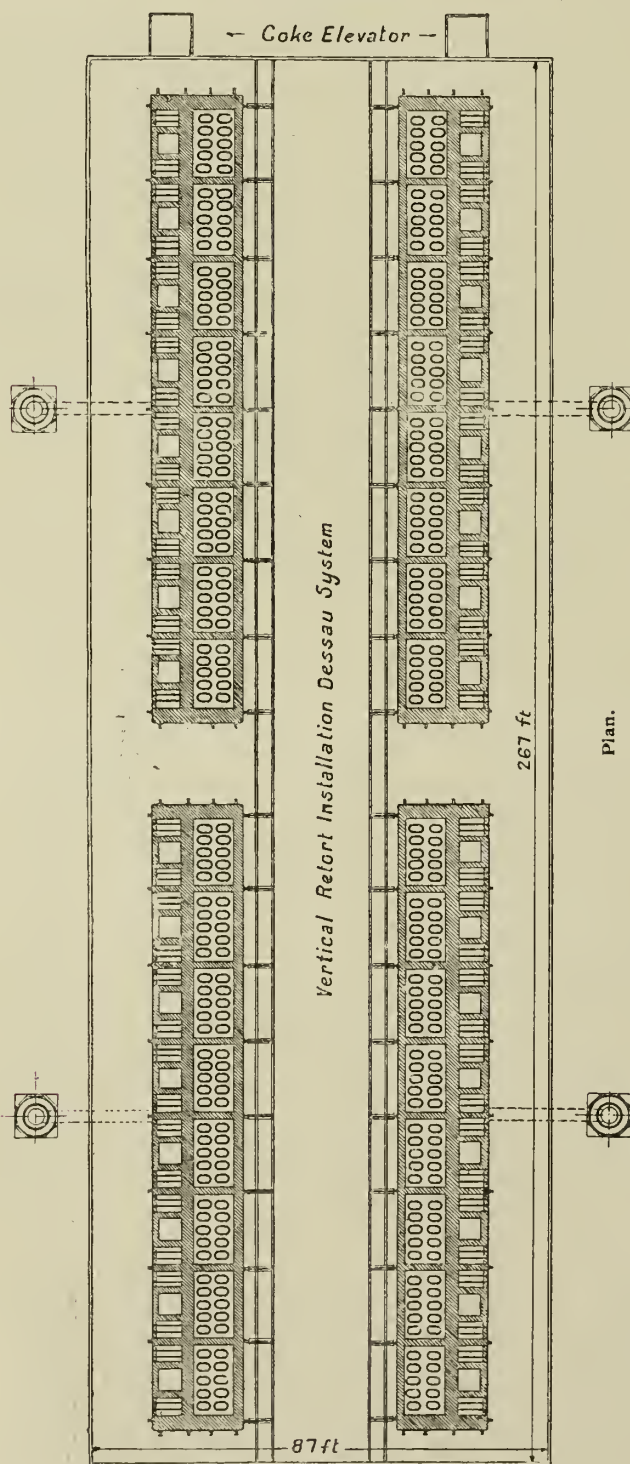 Coke Elevator
Vertical Retort Installation Dessau System
267 ft
Plan.
87 ft